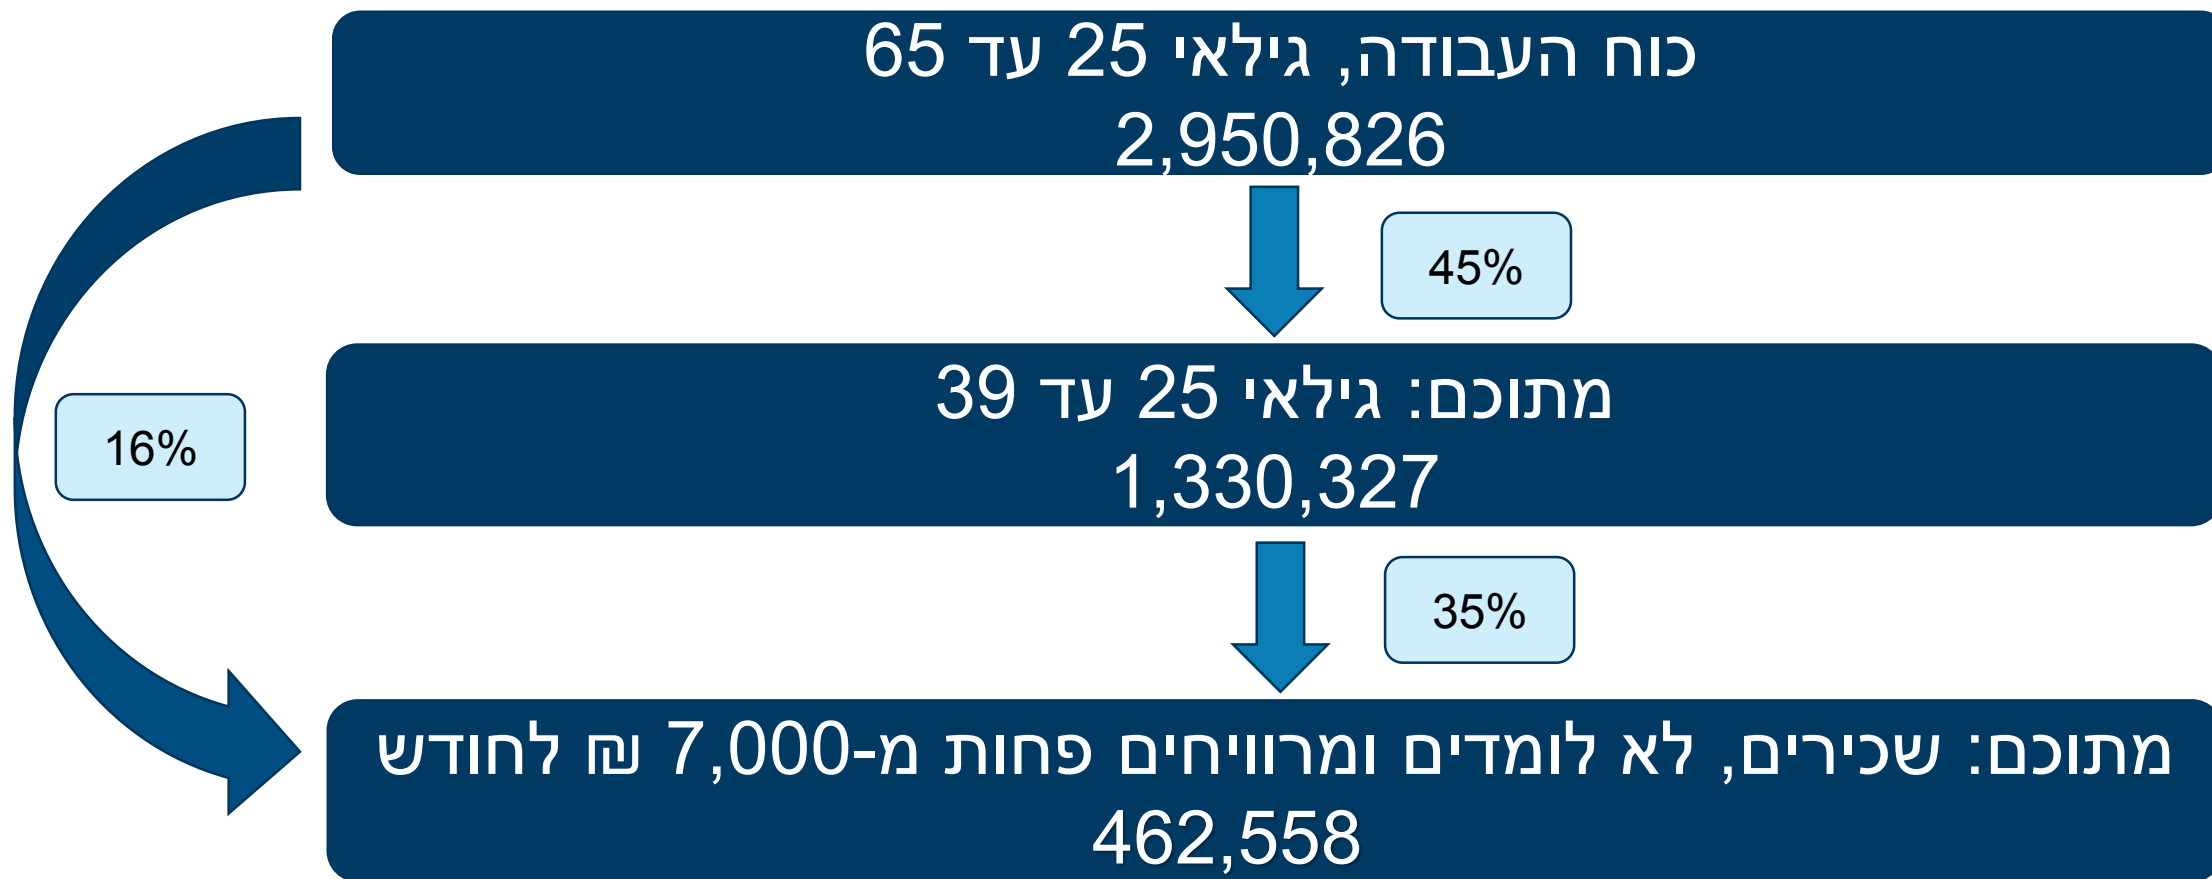 כוח העבודה, גילאי 25 עד 65
2,950,826
45%
מתוכם: גילאי 25 עד 39
1,330,327
16%
35%
מתוכם: שכירים, לא לומדים ומרוויחים פחות מ-7,000 ₪ לחודש
462,558